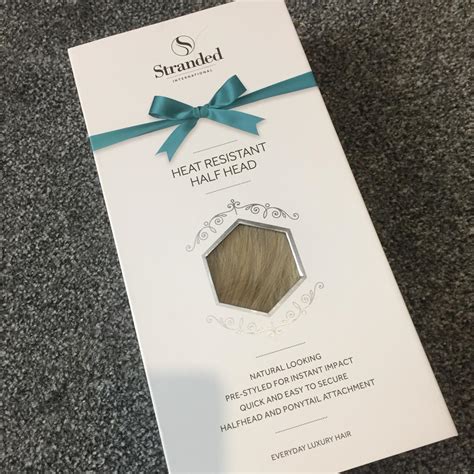 S
Stranded
INTERNATIONAL
HEAT RESISTANT
HALF HEAD
NATURAL LOOKING
PRE-STYLED FOR INSTANT IMPACT
QUICK AND EASY TO SECURE
HALFHEAD AND PONYTAIL ATTACHMENT
EVERYDAY LUXURY HAIR